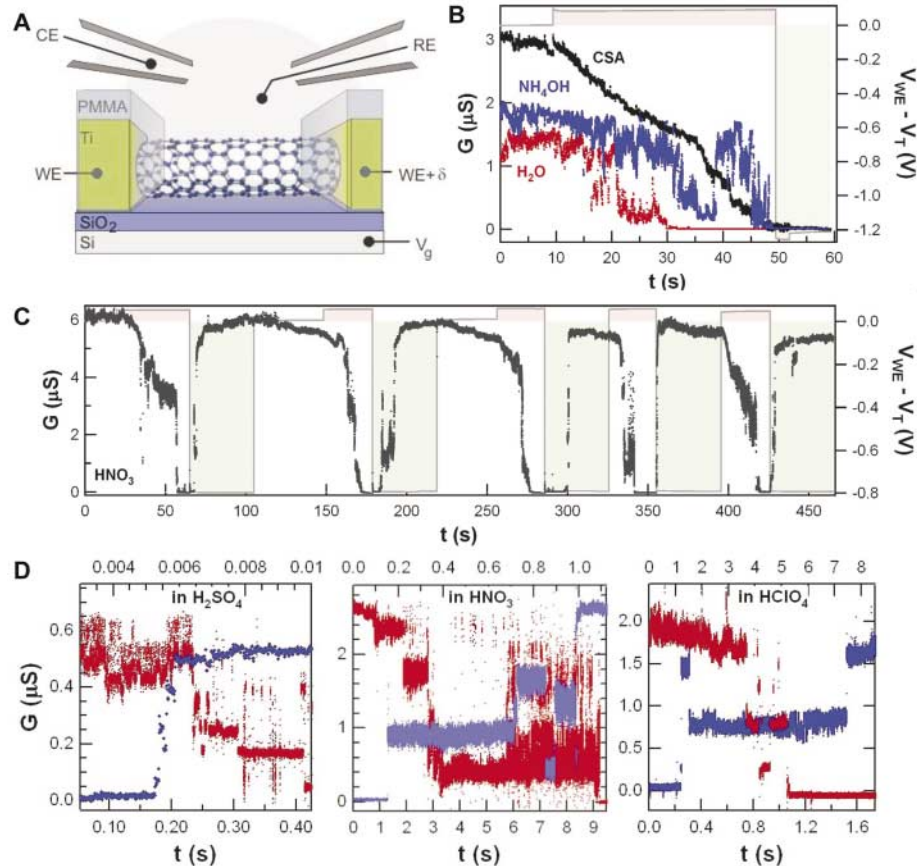 A
CE
RE
PMMA
Ti
WE
WE+δ
SiO2
Si
Vg
B
G (µS)
3
2
1
0
CSA
NH4OH
H2O
0.0
-0.2
-0.4
-0.6
-0.8
-1.0
-1.2
VWE - VT (V)
0 10 20 30 40 50 60
t (s)
C
G (µS)
6
4
2
0
HNO3
0.0
-0.2
-0.4
-0.6
-0.8
VWE - VT (V)
0 50 100 150 200 250 300 350 400 450
t (s)
D
0.004 0.006 0.008 0.01
in H2SO4
G (µS)
0.6
0.4
0.2
0.0
0.10 0.20 0.30 0.40
t (s)
0 0.2 0.4 0.6 0.8 1.0
in HNO3
2
1
0
0 1 2 3 4 5 6 7 8 9
t (s)
0 1 2 3 4 5 6 7 8
in HClO4
2.0
1.5
1.0
0.5
0.0
0.0 0.4 0.8 1.2 1.6
t (s)